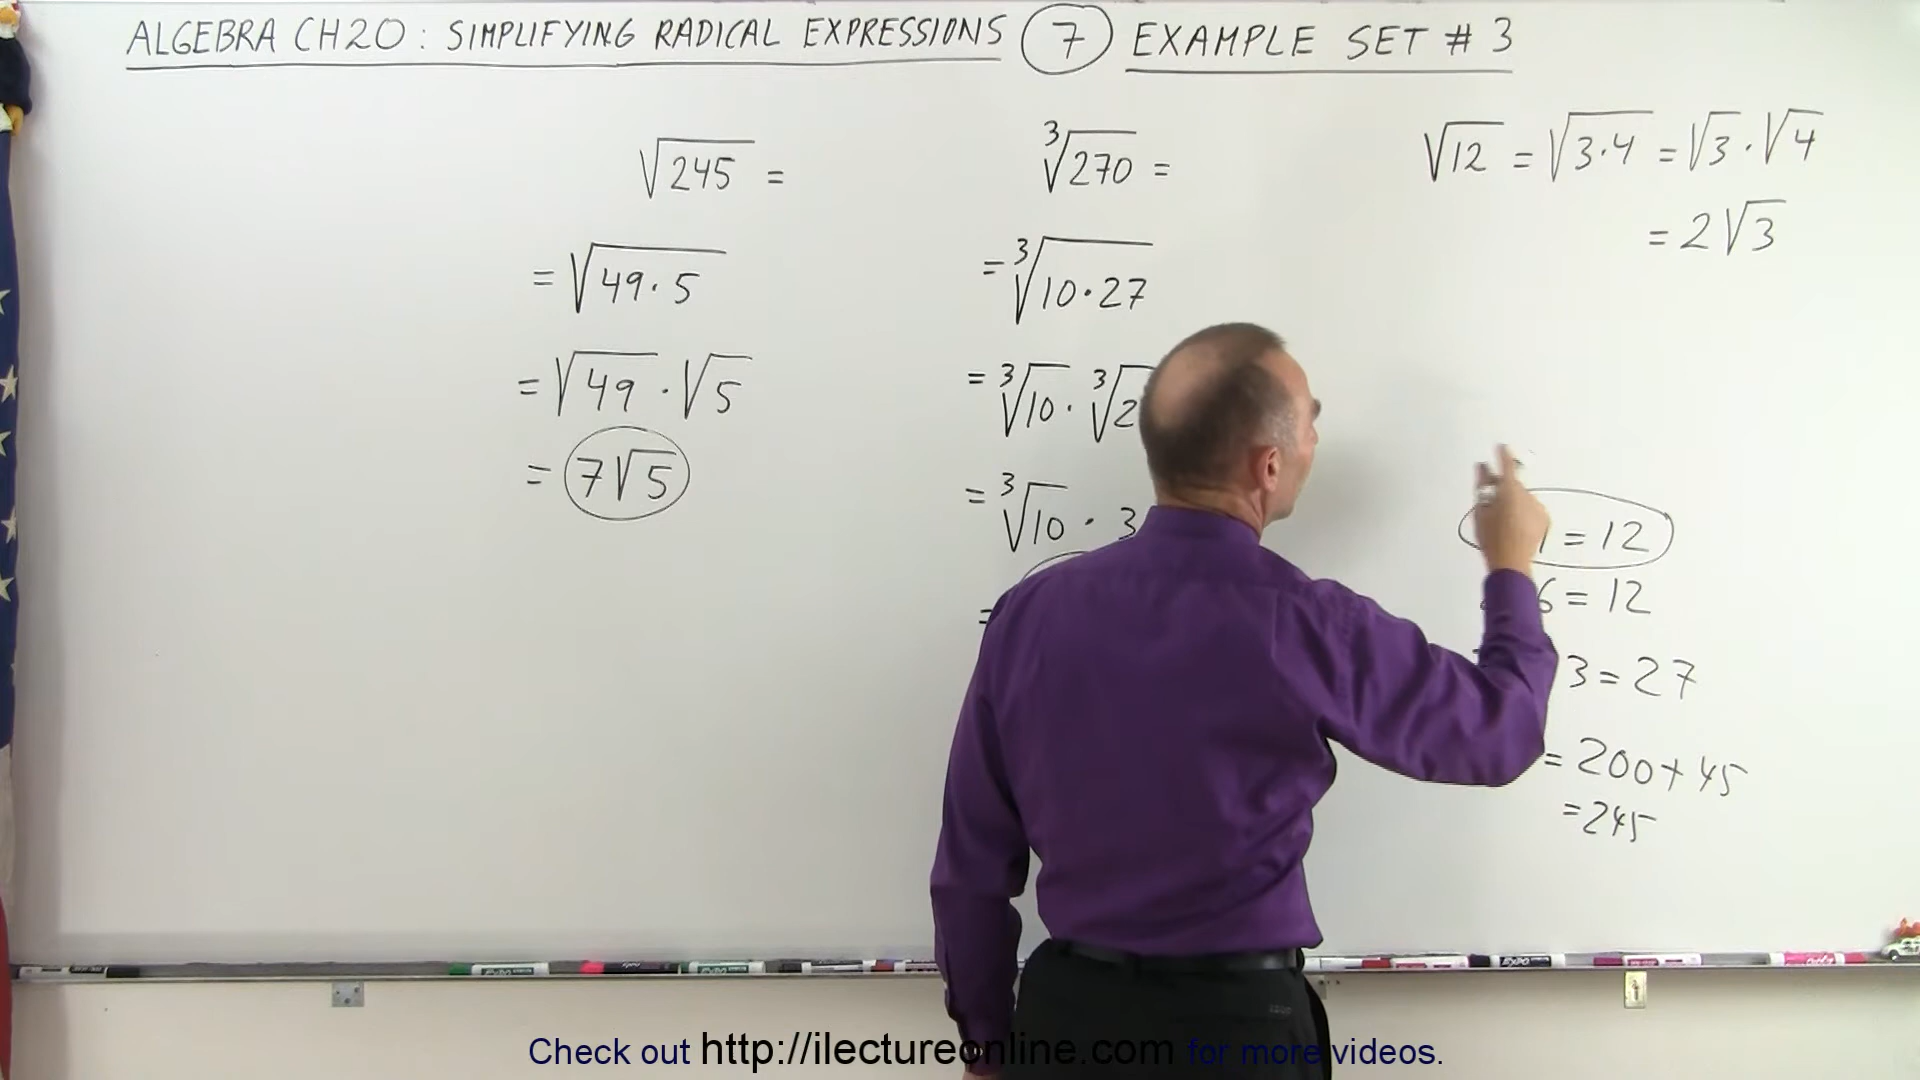 ALGEBRA CH20: SIMPLIFYING RADICAL EXPRESSIONS 7 EXAMPLE SET # 3
√245 =
= √49·5
= √49 · √5
= 7√5
∛270 =
= ∛10·27
= ∛10 · ∛2
= ∛10 · 3
=
√12 = √3·4 = √3 · √4
= 2√3
= 12
6 = 12
3 = 27
= 200 + 45
= 245
Check out http://ilectureonline.com for more videos.